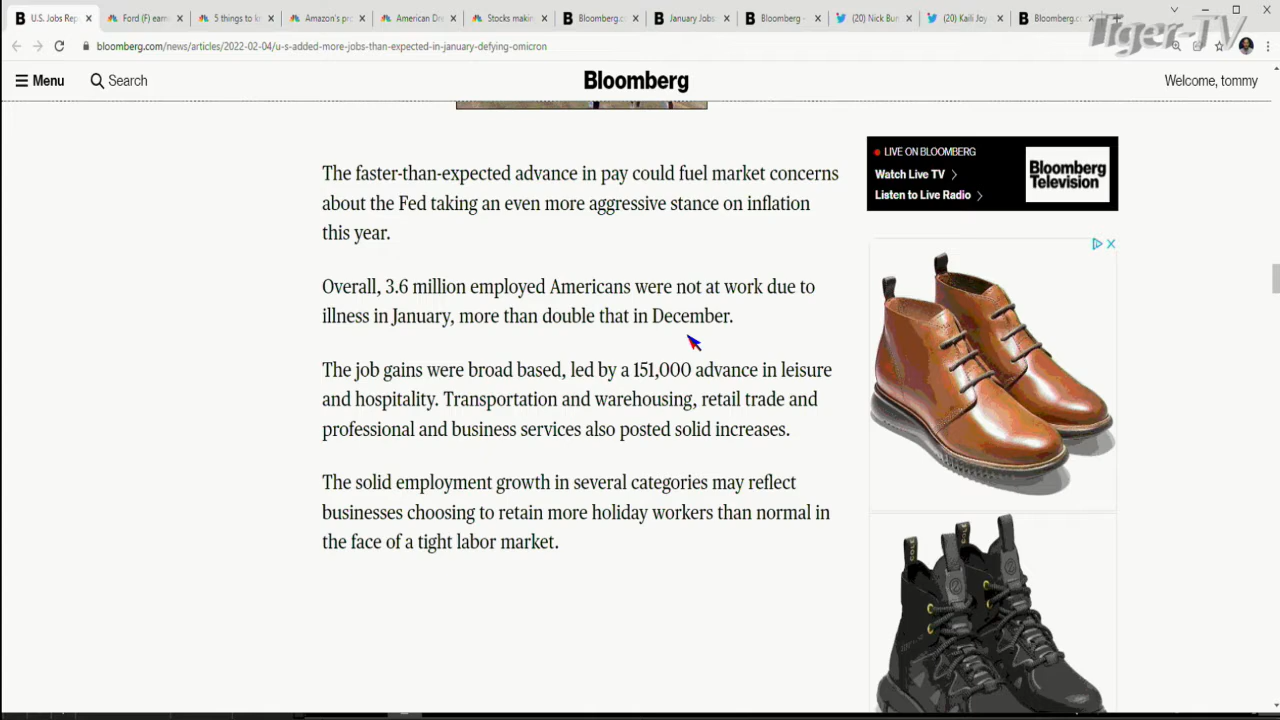 U.S. Jobs Rep
Ford (F) earn
5 things to k
Amazon's pr
American Dre
Stocks makin
Bloomberg.c
January Jobs
Bloomberg -
(20) Nick Bun
(20) Kaili Joy
Bloomberg.c
Tiger-TV
bloomberg.com/news/articles/2022-02-04/u-s-added-more-jobs-than-expected-in-january-defying-omicron
Menu
Search
Bloomberg
Welcome, tommy
The faster-than-expected advance in pay could fuel market concerns
about the Fed taking an even more aggressive stance on inflation
this year.
Overall, 3.6 million employed Americans were not at work due to
illness in January, more than double that in December.
The job gains were broad based, led by a 151,000 advance in leisure
and hospitality. Transportation and warehousing, retail trade and
professional and business services also posted solid increases.
The solid employment growth in several categories may reflect
businesses choosing to retain more holiday workers than normal in
the face of a tight labor market.
LIVE ON BLOOMBERG
Watch Live TV
Listen to Live Radio
Bloomberg
Television